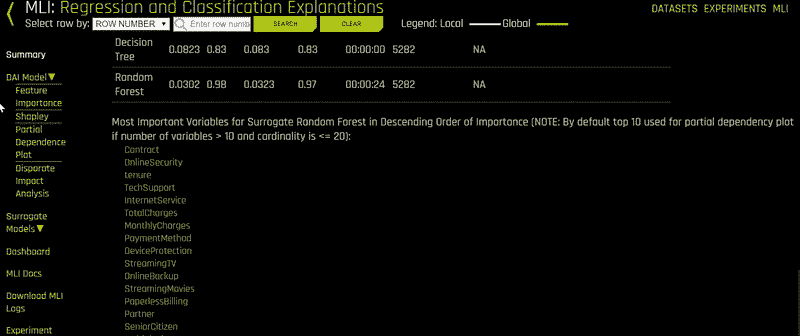 MLI: Regression and Classification Explanations
DATASETS EXPERIMENTS MLI
Select row by: ROW NUMBER Enter row numb SEARCH CLEAR Legend: Local Global
Summary
DAI Model
Feature
Importance
Shapley
Partial
Dependence
Plot
Disparate
Impact
Analysis
Surrogate
Models
Dashboard
MLI Docs
Download MLI
Logs
Experiment
Decision
Tree 0.0823 0.83 0.083 0.83 00:00:00 5282 NA
Random
Forest 0.0302 0.98 0.0323 0.97 00:00:24 5282 NA
Most Important Variables for Surrogate Random Forest in Descending Order of Importance (NOTE: By default top 10 used for partial dependency plot
if number of variables > 10 and cardinality is <= 20):
Contract
OnlineSecurity
tenure
TechSupport
InternetService
TotalCharges
MonthlyCharges
PaymentMethod
DeviceProtection
StreamingTV
OnlineBackup
StreamingMovies
PaperlessBilling
Partner
SeniorCitizen